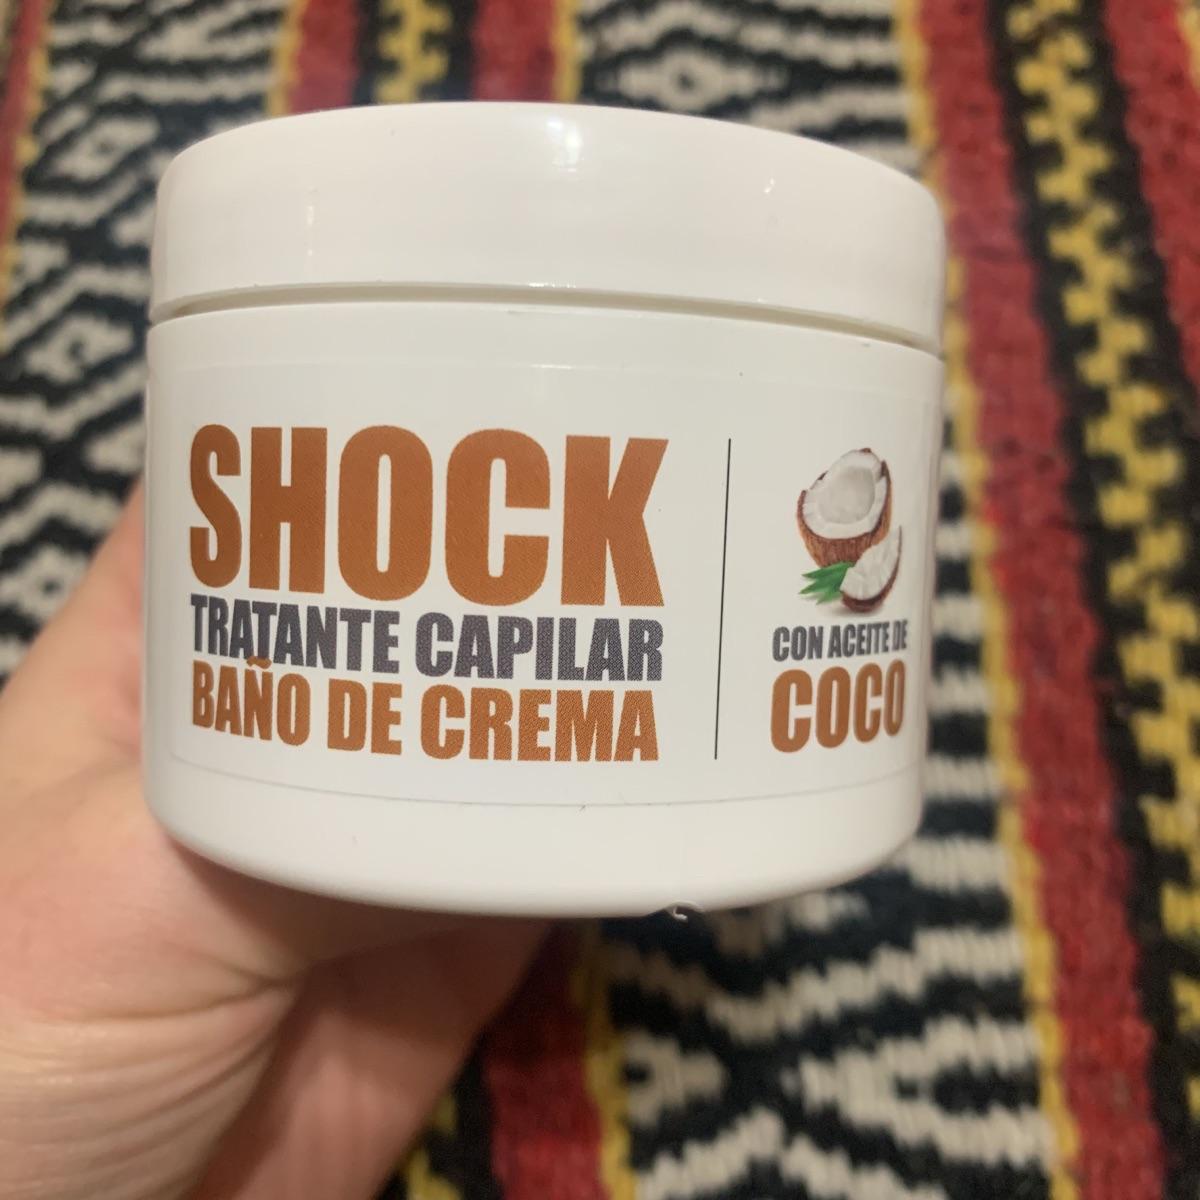 SHOCK
TRATANTE CAPILAR
BAÑO DE CREMA
CON ACEITE DE
COCO